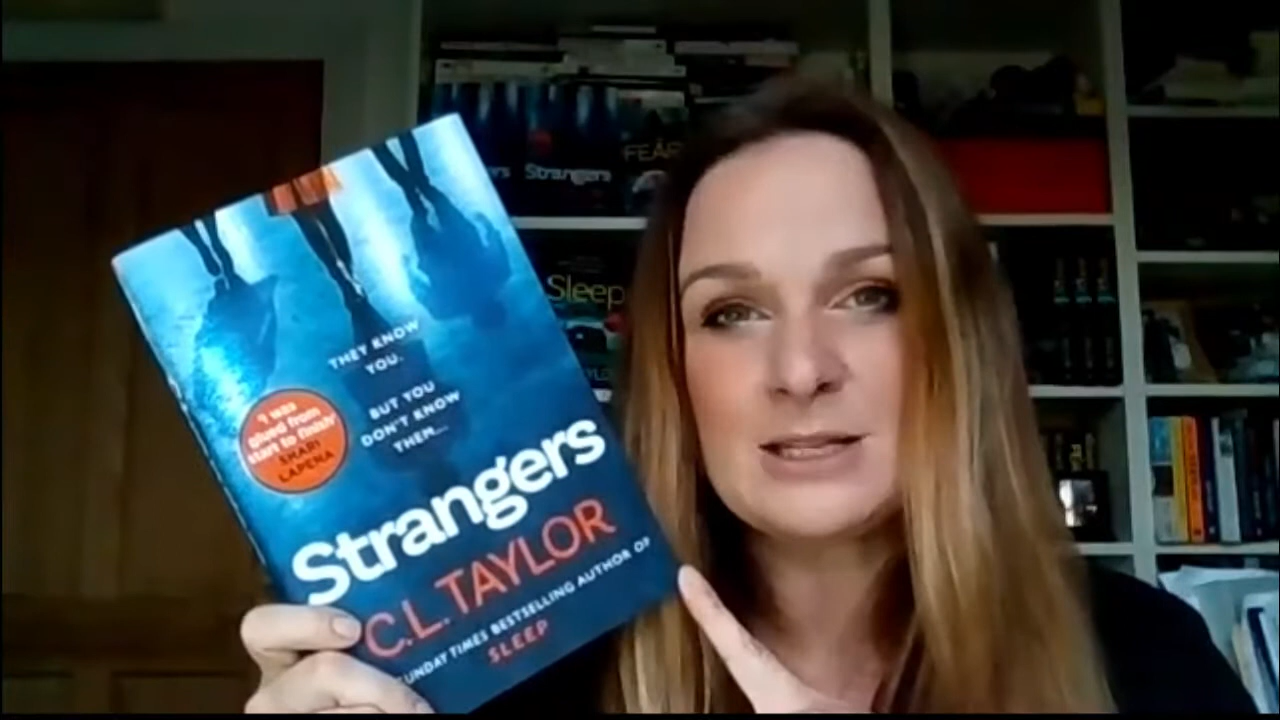 THEY KNOW
YOU.
BUT YOU
DON'T KNOW
THEM...
'I was
glued from
start to finish'
SHARI
LAPENA
Strangers
C.L. TAYLOR
SUNDAY TIMES BESTSELLING AUTHOR OF
SLEEP
Strangers
FEAR
Sleep